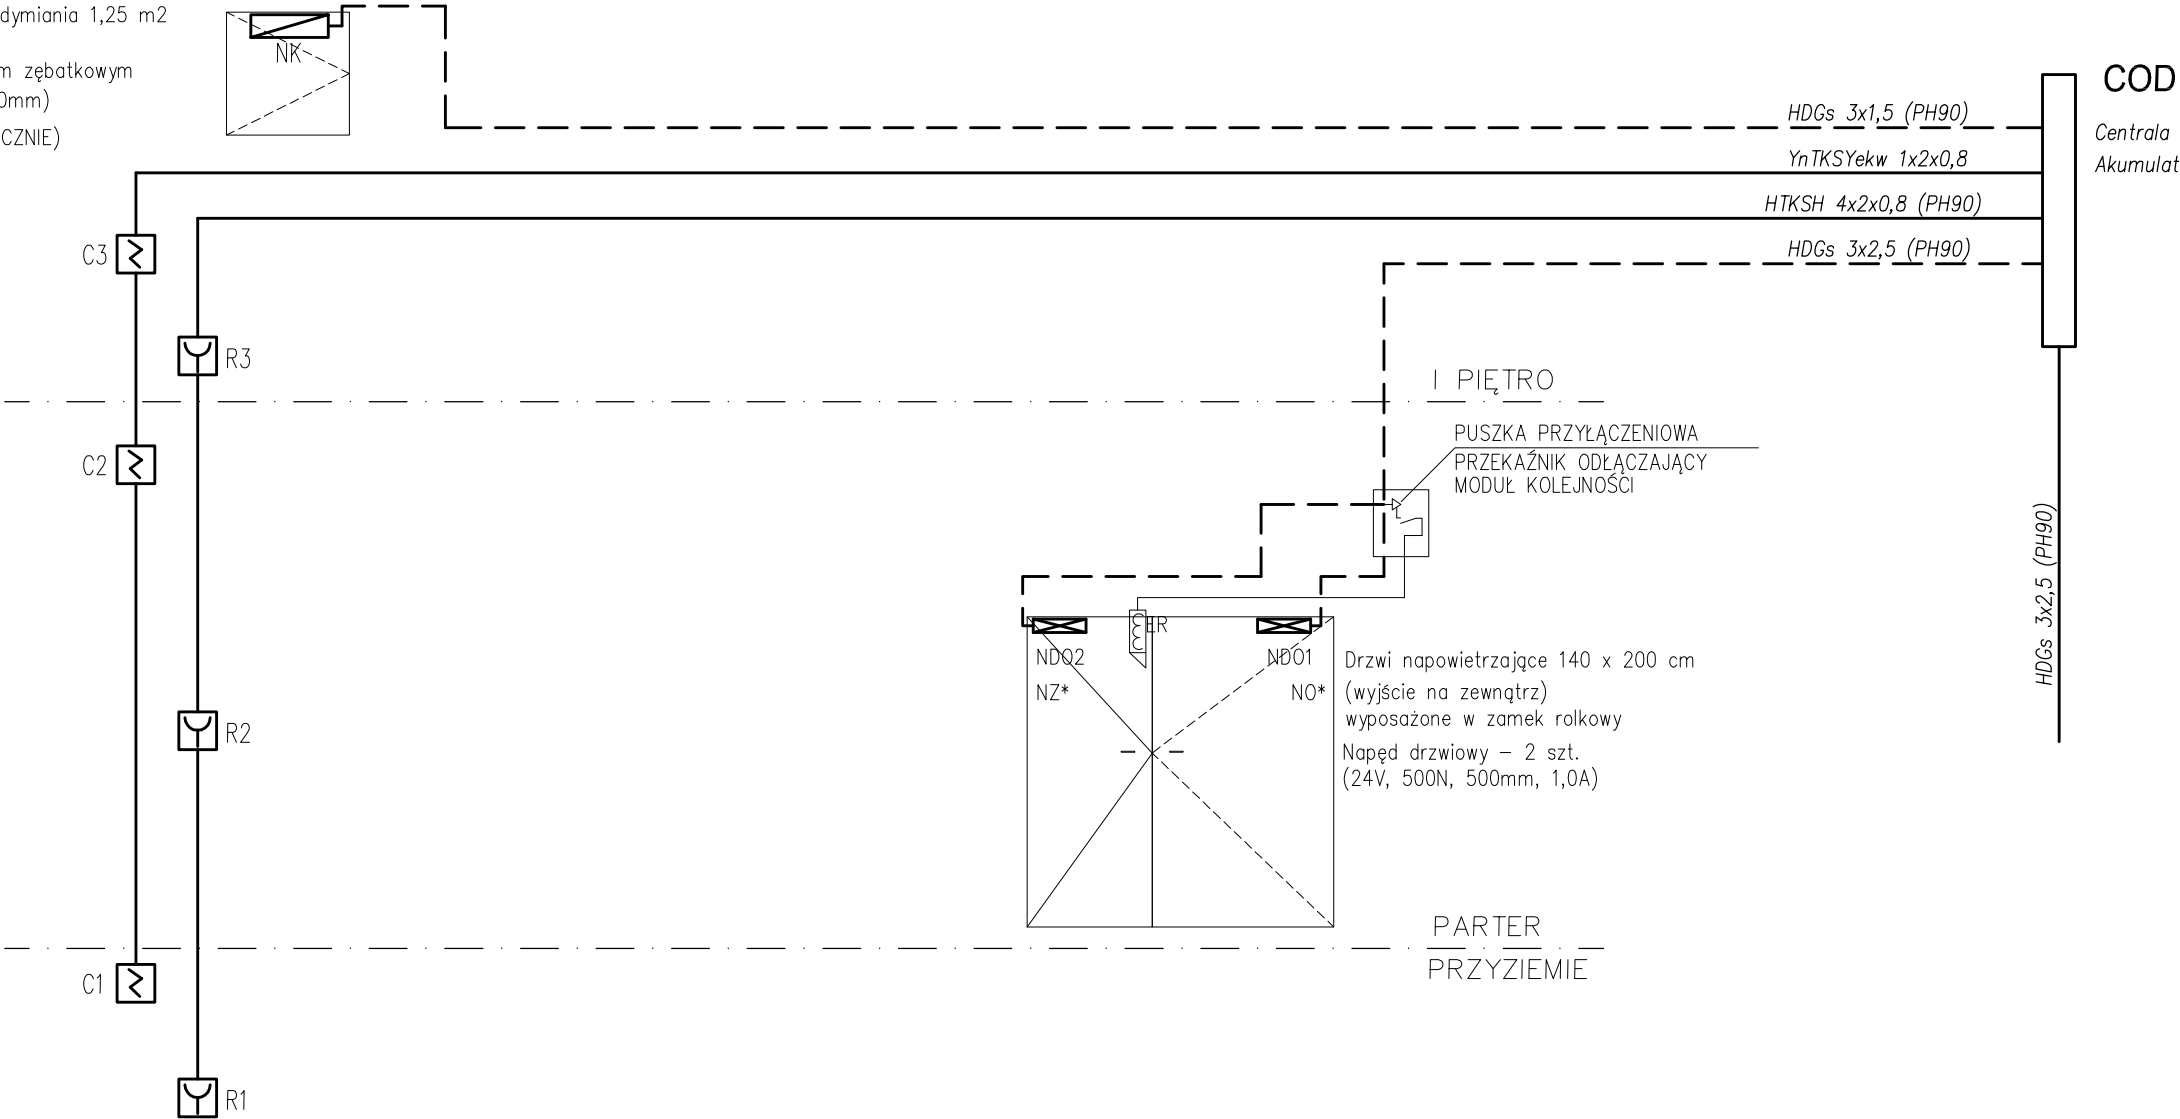 dymiania 1,25 m2
m zębatkowym
0mm)
CZNIE)
NK
COD
Centrala
Akumulat
HDGs 3x1,5 (PH90)
YnTKSYekw 1x2x0,8
HTKSH 4x2x0,8 (PH90)
HDGs 3x2,5 (PH90)
C3
R3
I PIĘTRO
C2
PUSZKA PRZYŁĄCZENIOWA
PRZEKAŹNIK ODŁĄCZAJĄCY
MODUŁ KOLEJNOŚCI
HDGs 3x2,5 (PH90)
ER
NDO2
NDO1
NZ*
NO*
Drzwi napowietrzające 140 x 200 cm
(wyjście na zewnątrz)
wyposażone w zamek rolkowy
Napęd drzwiowy – 2 szt.
(24V, 500N, 500mm, 1,0A)
R2
PARTER
PRZYZIEMIE
C1
R1